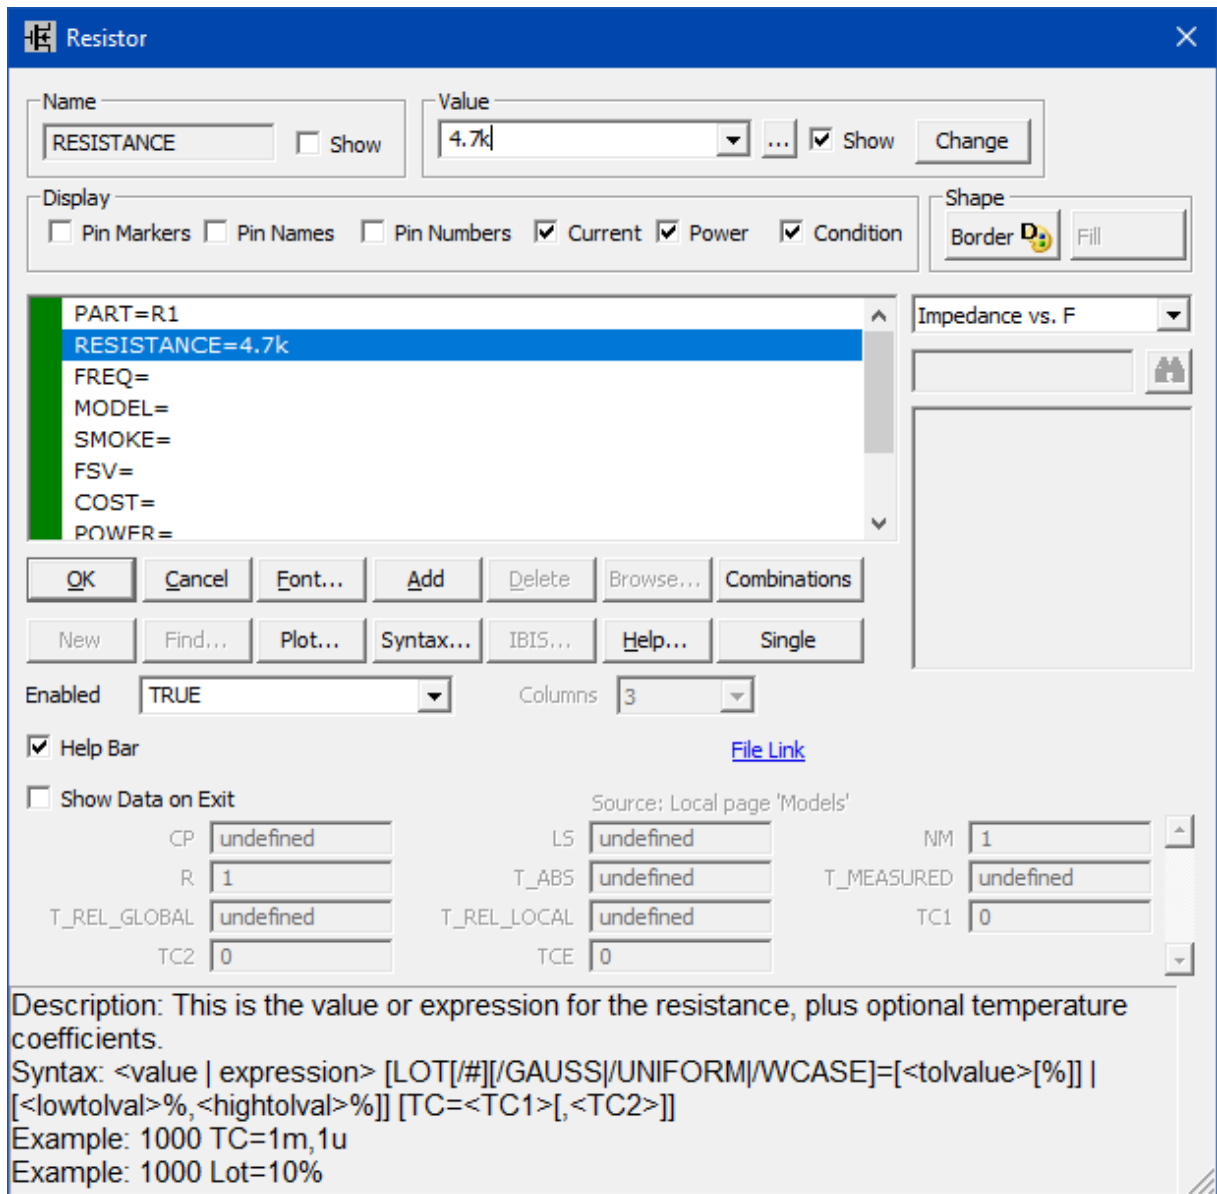 Resistor
Name
RESISTANCE
Show
Value
4.7k
...
Show
Change
Display
Pin Markers
Pin Names
Pin Numbers
Current
Power
Condition
Shape
Border
Fill
PART=R1
RESISTANCE=4.7k
FREQ=
MODEL=
SMOKE=
FSV=
COST=
POWER=
Impedance vs. F
OK
Cancel
Font...
Add
Delete
Browse...
Combinations
New
Find...
Plot...
Syntax...
IBIS...
Help...
Single
Enabled
TRUE
Columns
3
Help Bar
File Link
Show Data on Exit
Source: Local page 'Models'
CP undefined
LS undefined
NM 1
R 1
T_ABS undefined
T_MEASURED undefined
T_REL_GLOBAL undefined
T_REL_LOCAL undefined
TC1 0
TC2 0
TCE 0
Description: This is the value or expression for the resistance, plus optional temperature
coefficients.
Syntax: <value | expression> [LOT[/#][/GAUSS|/UNIFORM|/WCASE]=[<tolvalue>[%]] |
[<lowtolval>%,<hightolval>%]] [TC=<TC1>[,<TC2>]]
Example: 1000 TC=1m,1u
Example: 1000 Lot=10%